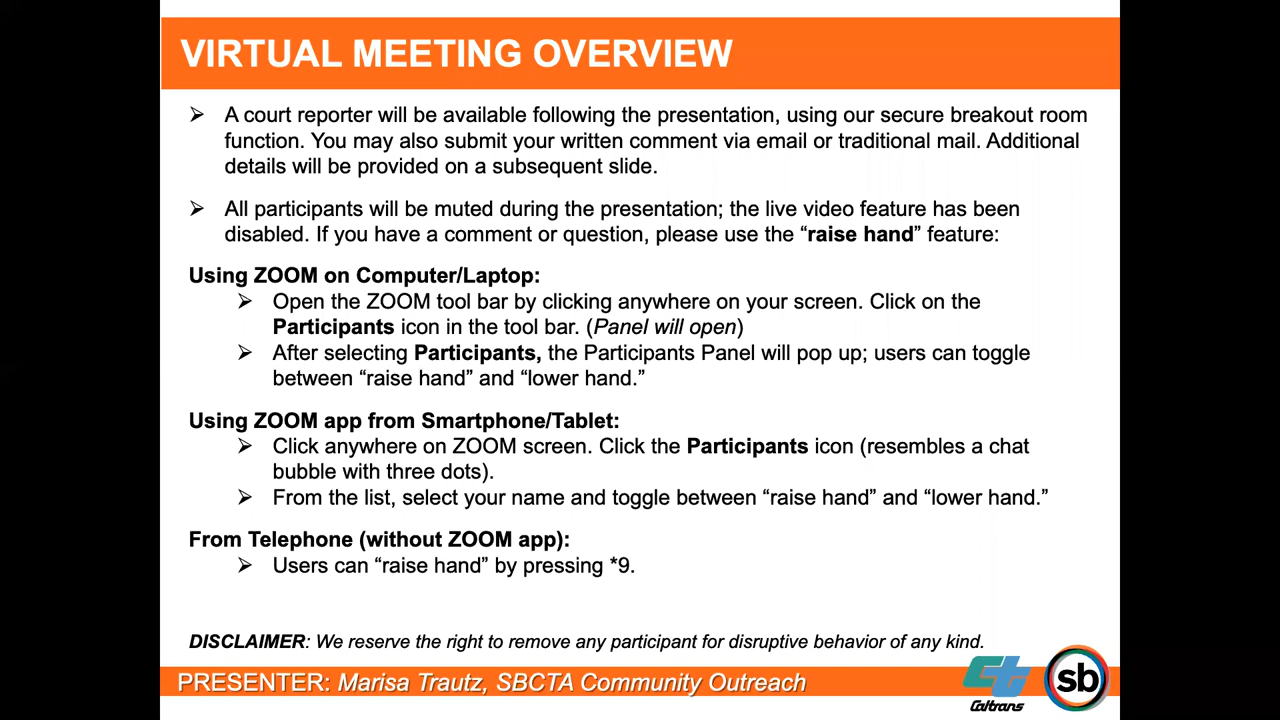 VIRTUAL MEETING OVERVIEW
➢ A court reporter will be available following the presentation, using our secure breakout room
function. You may also submit your written comment via email or traditional mail. Additional
details will be provided on a subsequent slide.
➢ All participants will be muted during the presentation; the live video feature has been
disabled. If you have a comment or question, please use the “raise hand” feature:
Using ZOOM on Computer/Laptop:
➢ Open the ZOOM tool bar by clicking anywhere on your screen. Click on the
Participants icon in the tool bar. (Panel will open)
➢ After selecting Participants, the Participants Panel will pop up; users can toggle
between “raise hand” and “lower hand.”
Using ZOOM app from Smartphone/Tablet:
➢ Click anywhere on ZOOM screen. Click the Participants icon (resembles a chat
bubble with three dots).
➢ From the list, select your name and toggle between “raise hand” and “lower hand.”
From Telephone (without ZOOM app):
➢ Users can “raise hand” by pressing *9.
DISCLAIMER: We reserve the right to remove any participant for disruptive behavior of any kind.
PRESENTER: Marisa Trautz, SBCTA Community Outreach
ct
Caltrans
sb